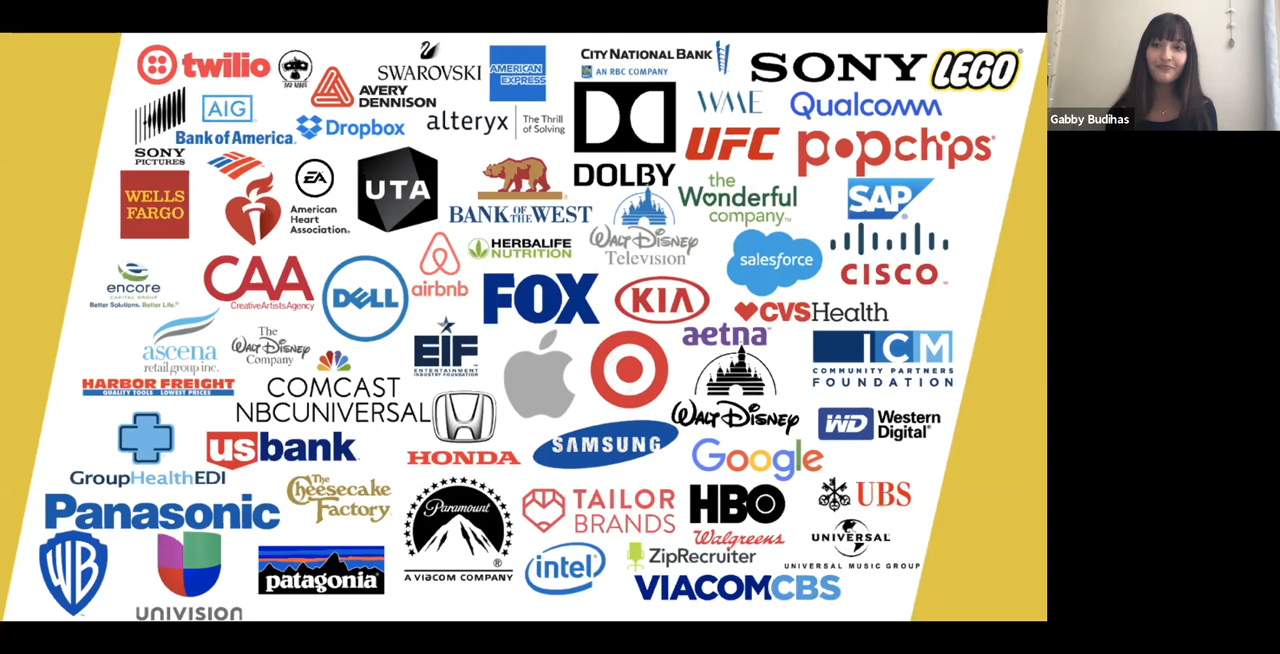 twilio
SWAROVSKI
AMERICAN
EXPRESS
CITY NATIONAL BANK
AN RBC COMPANY
SONY
LEGO
AVERY
DENNISON
AIG
SONY
PICTURES
Bank of America.
Dropbox
alteryx
The Thrill
of Solving
DOLBY
WME
Qualcomm
UFC
popchips
Gabby Budihas
WELLS
FARGO
EA
American
Heart
Association®
UTA
BANK OF THE WEST
the
Wonderful
company™
SAP
encore
CAPITAL GROUP
Better Solutions. Better Life.
CAA
CreativeArtistsAgency
DELL
airbnb
HERBALIFE
NUTRITION
WALT DISNEY
Television
FOX
KIA
salesforce
CISCO
CVSHealth
aetna™
ascena
retail group inc.
The
WALT DISNEY
Company
HARBOR FREIGHT
QUALITY TOOLS LOWEST PRICES
COMCAST
NBCUNIVERSAL
EIF
ENTERTAINMENT
INDUSTRY FOUNDATION
ICM
COMMUNITY PARTNERS
FOUNDATION
WALT DISNEY
WD
Western
Digital®
GroupHealthEDI
usbank
HONDA
SAMSUNG
Google
Panasonic
The
Cheesecake
Factory
Paramount
A VIACOM COMPANY
TAILOR
BRANDS
HBO
UBS
Walgreens
UNIVERSAL
UNIVERSAL MUSIC GROUP
WB
UNIVISION
patagonia
intel
ZipRecruiter
VIACOMCBS